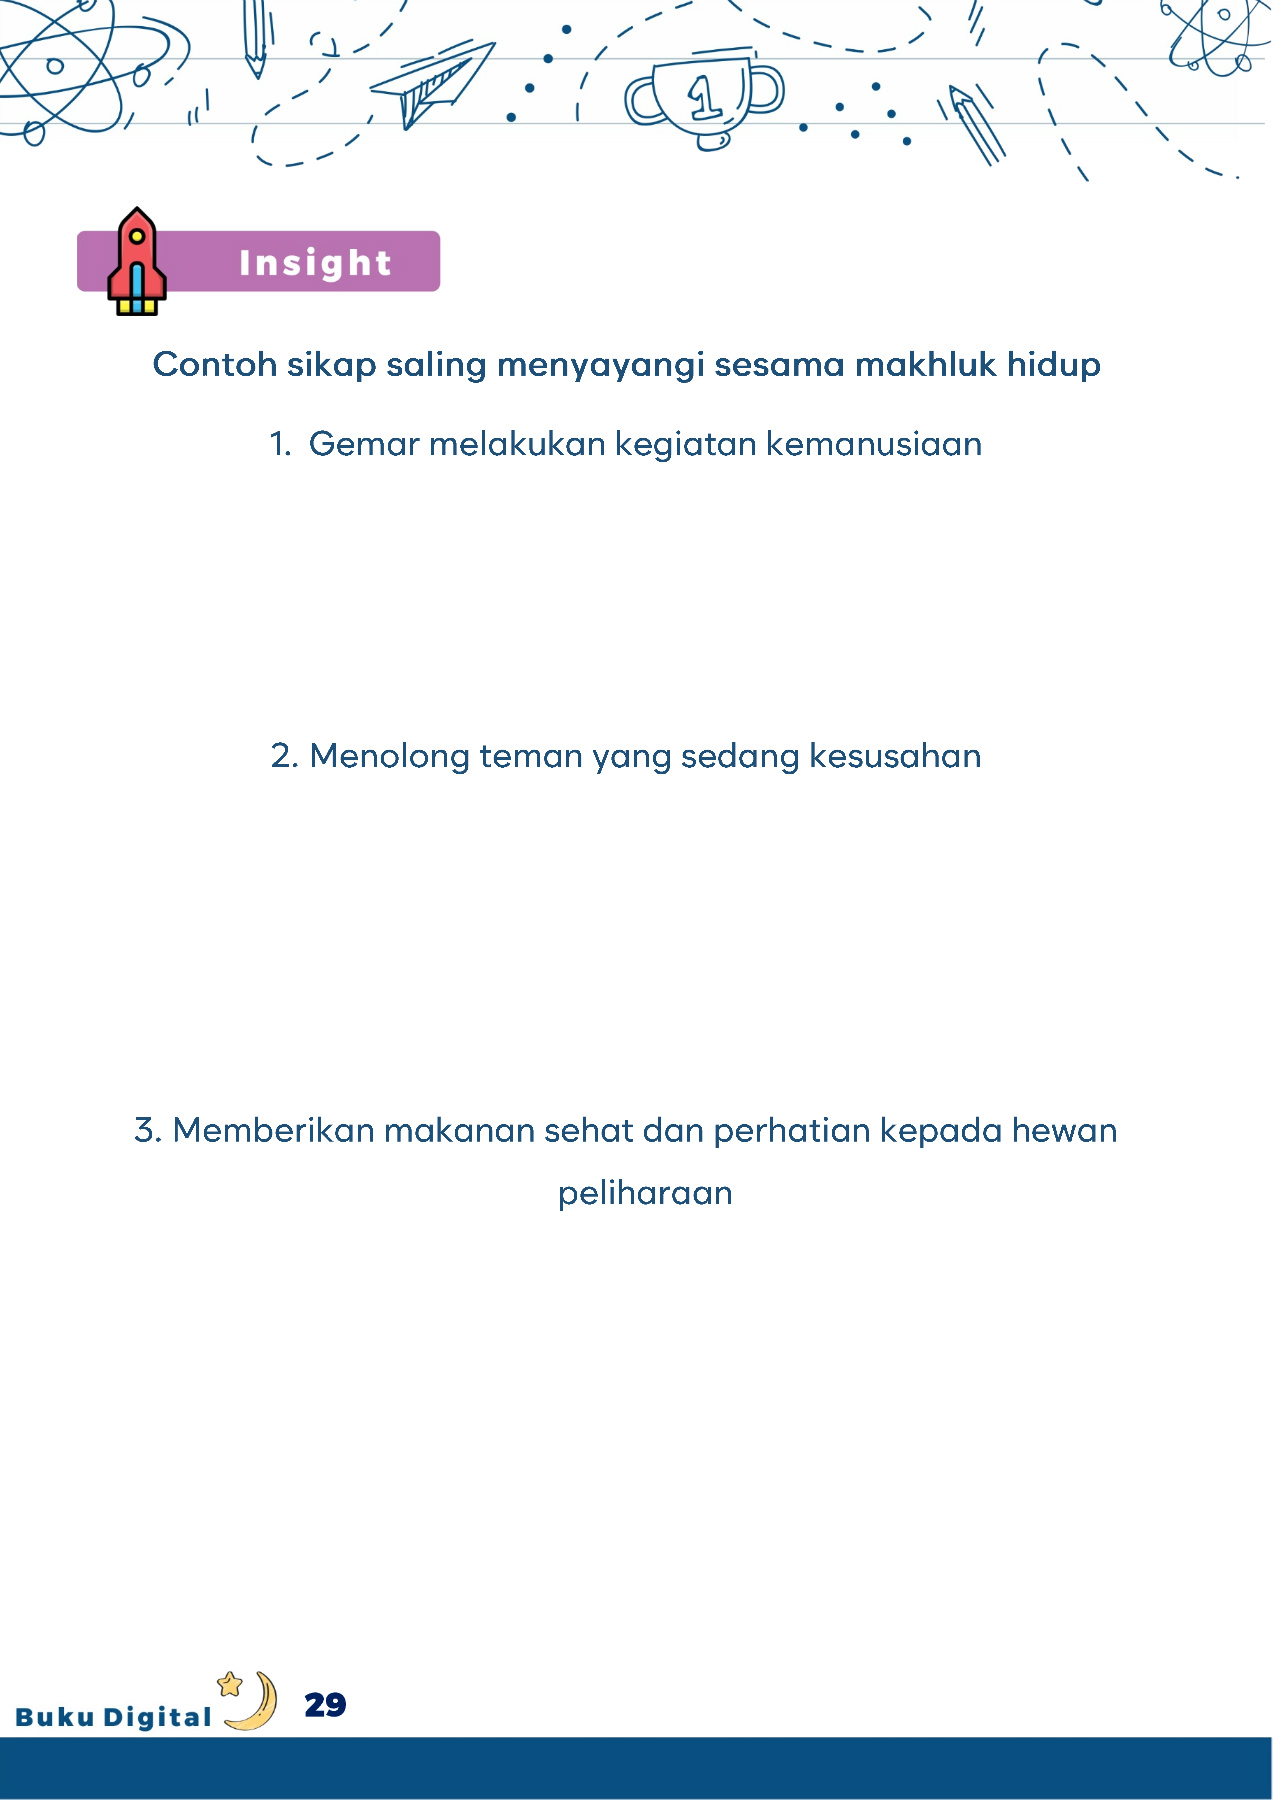 1
Insight
Contoh sikap saling menyayangi sesama makhluk hidup
1. Gemar melakukan kegiatan kemanusiaan
2. Menolong teman yang sedang kesusahan
3. Memberikan makanan sehat dan perhatian kepada hewan
peliharaan
Buku Digital 29